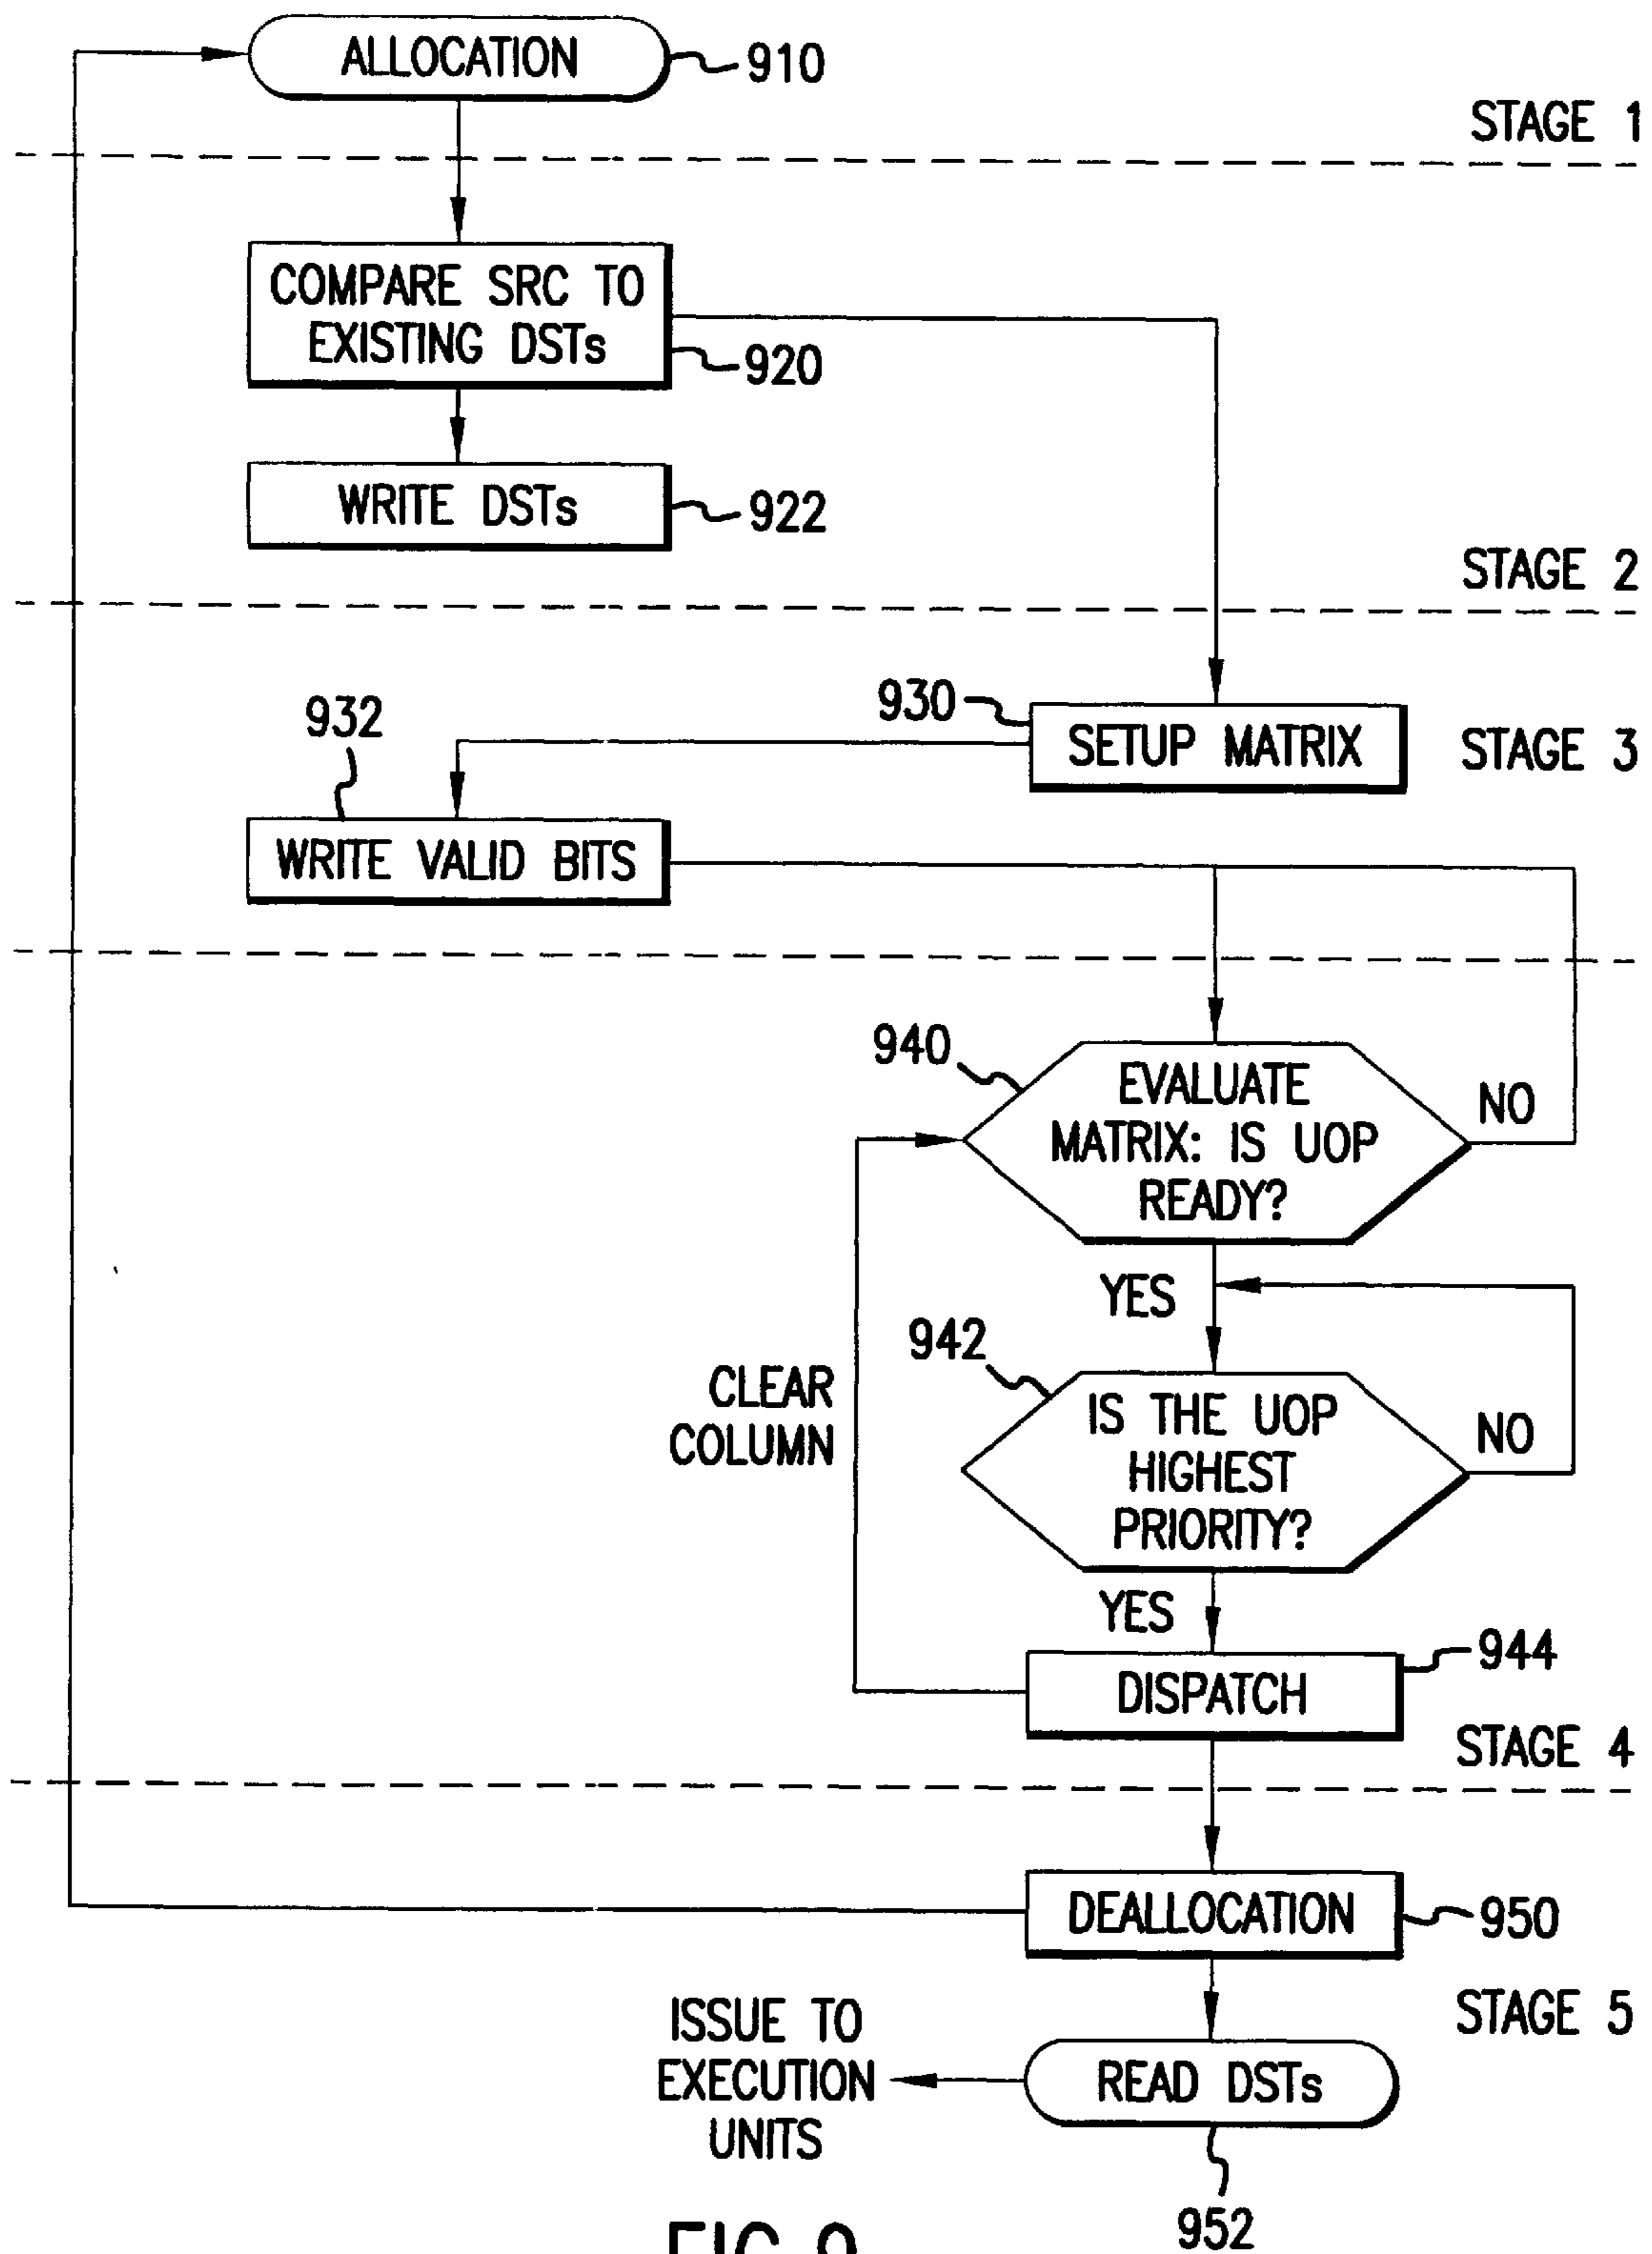 ALLOCATION
910
STAGE 1
COMPARE SRC TO
EXISTING DSTs
920
WRITE DSTs
922
STAGE 2
930
SETUP MATRIX
STAGE 3
932
WRITE VALID BITS
940
EVALUATE
MATRIX: IS UOP
READY?
NO
YES
942
IS THE UOP
HIGHEST
PRIORITY?
NO
CLEAR
COLUMN
YES
944
DISPATCH
STAGE 4
DEALLOCATION
950
STAGE 5
ISSUE TO
EXECUTION
UNITS
READ DSTs
952
FIG. 9